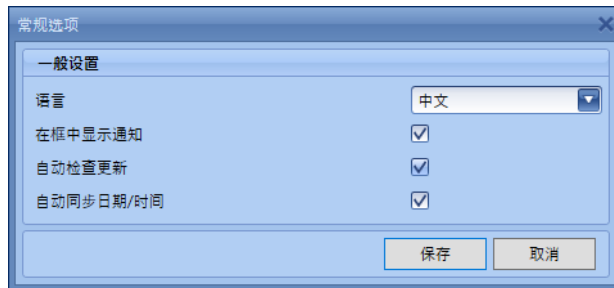 常规选项
一般设置
语言 中文
在框中显示通知
自动检查更新
自动同步日期/时间
保存 取消